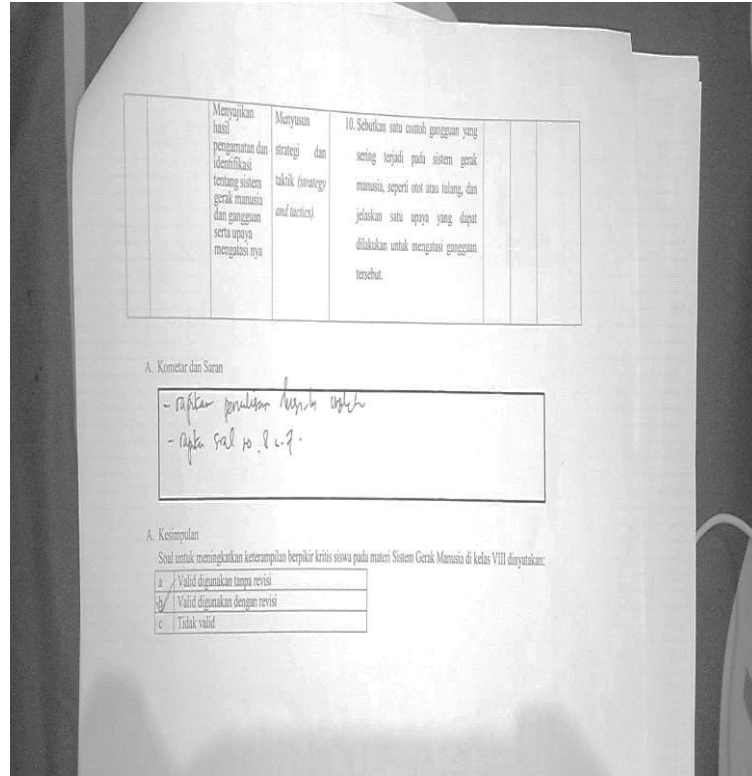 Menyajikan
hasil
pengamatan dan
identifikasi
tentang sistem
gerak manusia
dan gangguan
serta upaya
mengatasi nya
Menyusun
strategi dan
taktik (strategy
and tactics).
10. Sebutkan satu contoh gangguan yang
sering terjadi pada sistem gerak
manusia, seperti otot atau tulang, dan
jelaskan satu upaya yang dapat
dilakukan untuk mengatasi gangguan
tersebut.
A. Kometar dan Saran
- rapikan penulisan
- soal no. 8
A. Kesimpulan
Soal untuk meningkatkan keterampilan berpikir kritis siswa pada materi Sistem Gerak Manusia di kelas VIII dinyatakan:
a Valid digunakan tanpa revisi
b Valid digunakan dengan revisi
c Tidak valid